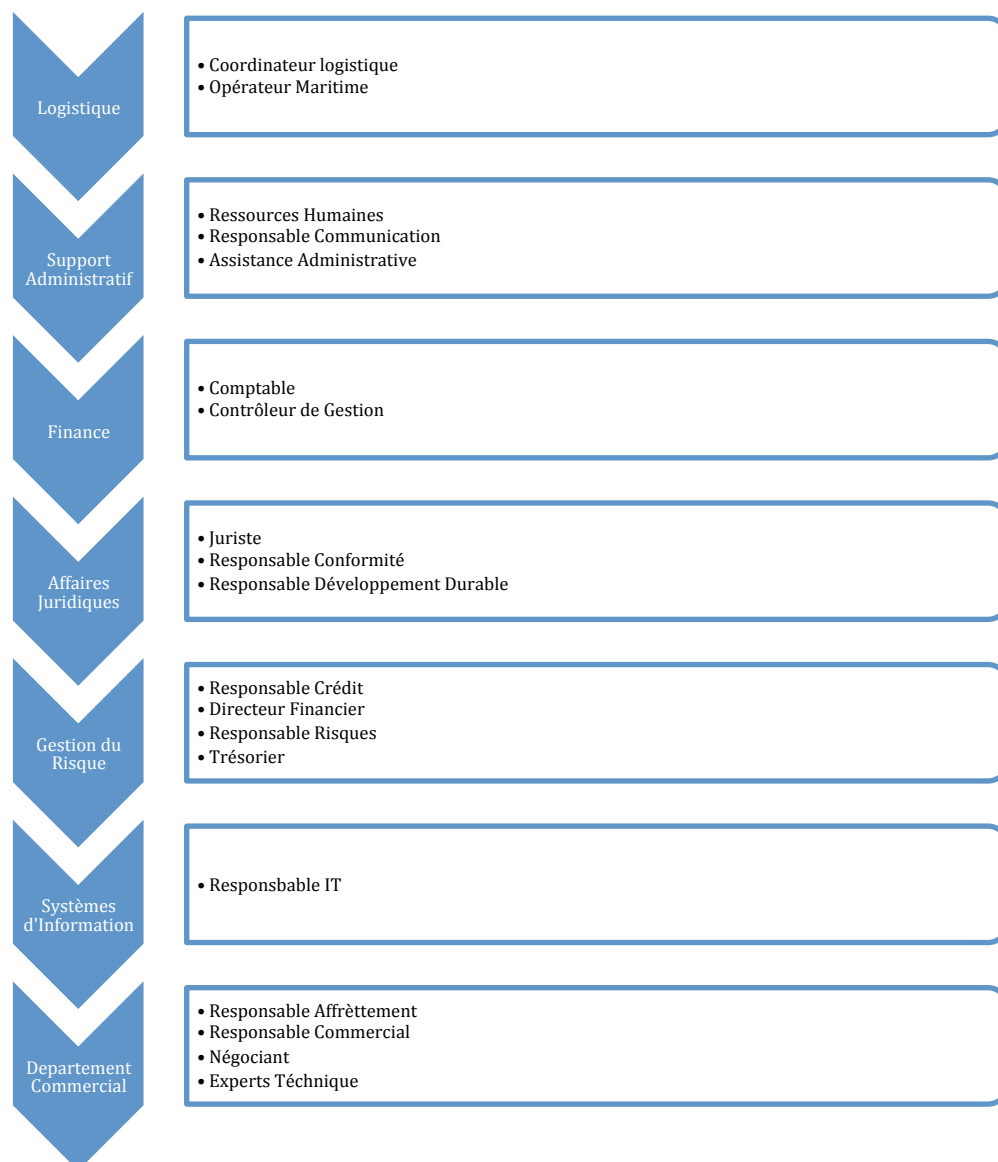 Logistique
• Coordinateur logistique
• Opérateur Maritime
Support
Administratif
• Ressources Humaines
• Responsable Communication
• Assistance Administrative
Finance
• Comptable
• Contrôleur de Gestion
Affaires
Juridiques
• Juriste
• Responsable Conformité
• Responsable Développement Durable
Gestion du
Risque
• Responsable Crédit
• Directeur Financier
• Responsable Risques
• Trésorier
Systèmes
d'Information
• Responsbable IT
Departement
Commercial
• Responsable Affrèttement
• Responsable Commercial
• Négociant
• Experts Téchnique